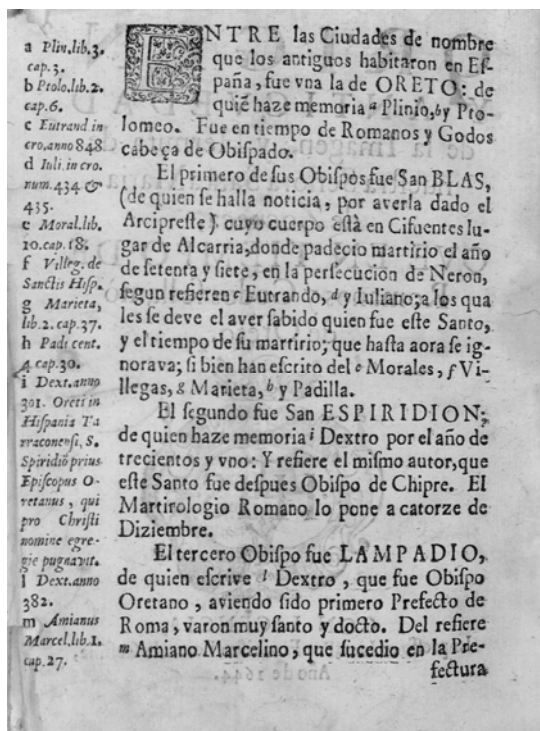 a Plin.lib.3.
cap.3.
b Ptolo.lib.2.
cap.6.
c Eutrand in
cro.anno 848
d Iuli.in cro.
num.434 &
435.
e Moral.lib.
10.cap.18.
f Villeg.de
Sanctis Hisp.
g Marieta,
lib.2.cap.37.
h Padi cent.
4 cap.30.
i Dext.anno
301. Oreti in
Hispania Ta
rraconensi, S.
Spiridiõ prius
Episcopus O-
retanus, qui
pro Christi
nomine egre-
gie pugnavit.
l Dext.anno
382.
m Amianus
Marcel.lib.1.
cap.27.
ENTRE las Ciudades de nombre
que los antiguos habitaron en Eſ-
paña, fue vna la de ORETO: de
quiẽ haze memoria a Plinio, b y Pto-
lomeo. Fue en tiempo de Romanos y Godos
cabeça de Obiſpado.
El primero de ſus Obiſpos fue San BLAS,
(de quien ſe halla noticia, por averla dado el
Arcipreſte) cuyo cuerpo eſtà en Cifuentes lu-
gar de Alcarria, donde padecio martirio el año
de ſetenta y ſiete, en la perſecucion de Neron,
ſegun refieren c Eutrando, d y Iuliano; a los qua
les ſe deve el aver ſabido quien fue eſte Santo,
y el tiempo de ſu martirio; que haſta aora ſe ig-
norava; ſi bien han eſcrito del e Morales, f Vi-
llegas, g Marieta, h y Padilla.
El ſegundo fue San ESPIRIDION;
de quien haze memoria i Dextro por el año de
trecientos y vno: Y refiere el miſmo autor, que
eſte Santo fue deſpues Obiſpo de Chipre. El
Martirologio Romano lo pone a catorze de
Diziembre.
El tercero Obiſpo fue LAMPADIO,
de quien eſcrive l Dextro, que fue Obiſpo
Oretano, aviendo ſido primero Prefecto de
Roma, varon muy ſanto y docto. Del refiere
m Amiano Marcelino, que ſucedio en la Pre-
fectura